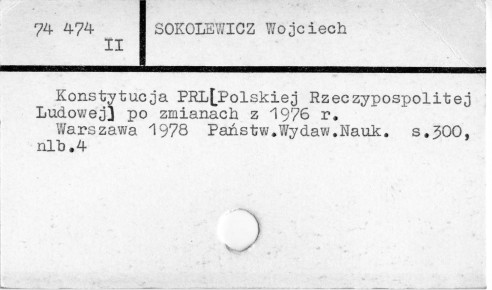 74 474
II
SOKOLEWICZ Wojciech
Konstytucja PRL[Polskiej Rzeczypospolitej
Ludowej] po zmianach z 1976 r.
Warszawa 1978 Państw.Wydaw.Nauk. s.300,
nlb.4